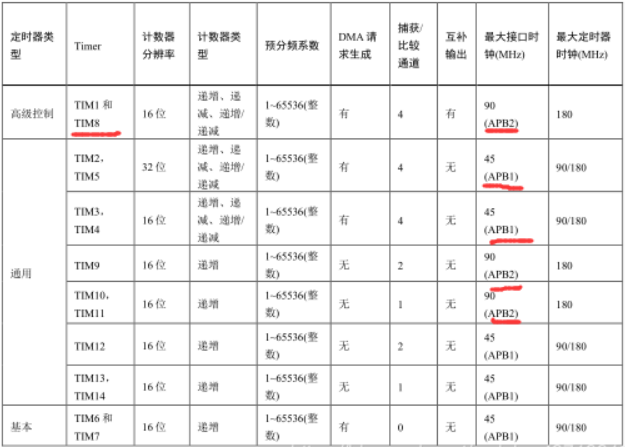 定时器类型 Timer 计数器分辨率 计数器类型 预分频系数 DMA 请求生成 捕获/比较通道 互补输出 最大接口时钟(MHz) 最大定时器时钟(MHz)
高级控制 TIM1 和 TIM8 16 位 递增、递减、递增/递减 1~65536(整数) 有 4 有 90 (APB2) 180
通用 TIM2, TIM5 32 位 递增、递减、递增/递减 1~65536(整数) 有 4 无 45 (APB1) 90/180
TIM3, TIM4 16 位 递增、递减、递增/递减 1~65536(整数) 有 4 无 45 (APB1) 90/180
TIM9 16 位 递增 1~65536(整数) 无 2 无 90 (APB2) 180
TIM10, TIM11 16 位 递增 1~65536(整数) 无 1 无 90 (APB2) 180
TIM12 16 位 递增 1~65536(整数) 无 2 无 45 (APB1) 90/180
TIM13, TIM14 16 位 递增 1~65536(整数) 无 1 无 45 (APB1) 90/180
基本 TIM6 和 TIM7 16 位 递增 1~65536(整数) 有 0 无 45 (APB1) 90/180